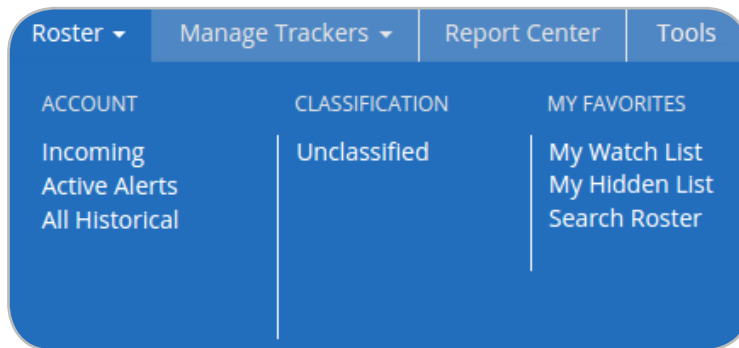 Roster Manage Trackers Report Center Tools
ACCOUNT
Incoming
Active Alerts
All Historical
CLASSIFICATION
Unclassified
MY FAVORITES
My Watch List
My Hidden List
Search Roster